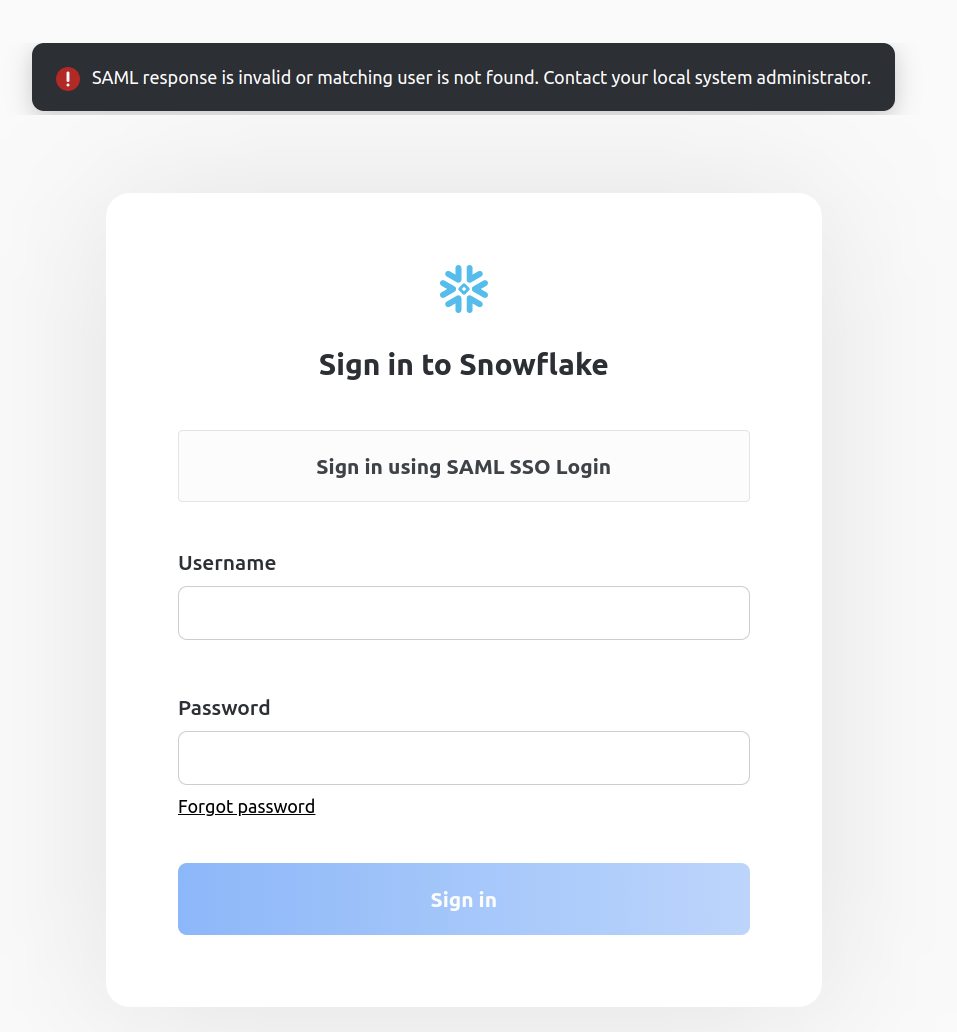 SAML response is invalid or matching user is not found. Contact your local system administrator.
Sign in to Snowflake
Sign in using SAML SSO Login
Username
Password
Forgot password
Sign in